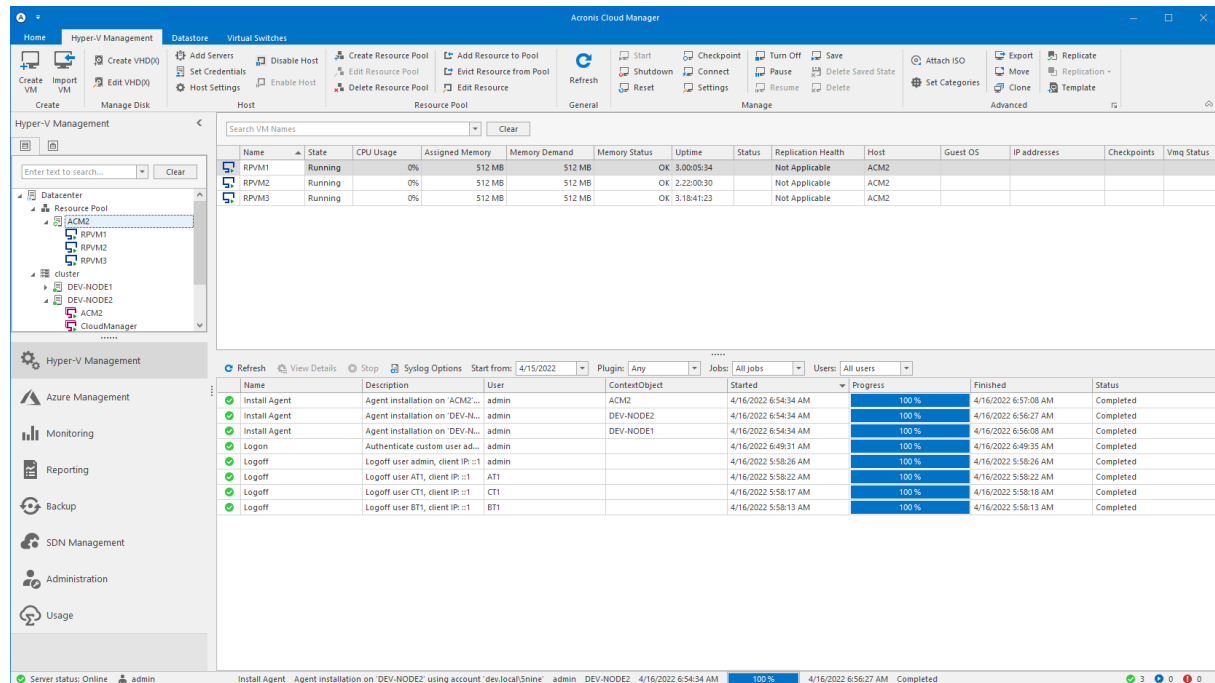 Acronis Cloud Manager
Home Hyper-V Management Datastore Virtual Switches
Create VM
Import VM
Create VHD(X)
Edit VHD(X)
Add Servers
Set Credentials
Host Settings
Disable Host
Enable Host
Create Resource Pool
Edit Resource Pool
Delete Resource Pool
Add Resource to Pool
Evict Resource from Pool
Edit Resource
Refresh
Start
Shutdown
Reset
Checkpoint
Connect
Settings
Turn Off
Pause
Resume
Save
Delete Saved State
Delete
Attach ISO
Set Categories
Export
Move
Clone
Replicate
Replication
Template
Create Manage Disk Host Resource Pool General Manage Advanced
Hyper-V Management
Enter text to search... Clear
Datacenter
Resource Pool
ACM2
RPVM1
RPVM2
RPVM3
cluster
DEV-NODE1
DEV-NODE2
ACM2
CloudManager
Hyper-V Management
Azure Management
Monitoring
Reporting
Backup
SDN Management
Administration
Usage
Search VM Names Clear
Name State CPU Usage Assigned Memory Memory Demand Memory Status Uptime Status Replication Health Host Guest OS IP addresses Checkpoints Vmq Status
RPVM1 Running 0% 512 MB 512 MB OK 3.00:05:34 Not Applicable ACM2
RPVM2 Running 0% 512 MB 512 MB OK 2.22:00:30 Not Applicable ACM2
RPVM3 Running 0% 512 MB 512 MB OK 3.18:41:23 Not Applicable ACM2
Refresh View Details Stop Syslog Options Start from: 4/15/2022 Plugin: Any Jobs: All jobs Users: All users
Name Description User ContextObject Started Progress Finished Status
Install Agent Agent installation on 'ACM2'... admin ACM2 4/16/2022 6:54:34 AM 100 % 4/16/2022 6:57:08 AM Completed
Install Agent Agent installation on 'DEV-N... admin DEV-NODE2 4/16/2022 6:54:34 AM 100 % 4/16/2022 6:56:27 AM Completed
Install Agent Agent installation on 'DEV-N... admin DEV-NODE1 4/16/2022 6:54:34 AM 100 % 4/16/2022 6:56:08 AM Completed
Logon Authenticate custom user ad... admin 4/16/2022 6:49:31 AM 100 % 4/16/2022 6:49:35 AM Completed
Logoff Logoff user admin, client IP: ::1 admin 4/16/2022 5:58:26 AM 100 % 4/16/2022 5:58:26 AM Completed
Logoff Logoff user AT1, client IP: ::1 AT1 4/16/2022 5:58:22 AM 100 % 4/16/2022 5:58:22 AM Completed
Logoff Logoff user CT1, client IP: ::1 CT1 4/16/2022 5:58:17 AM 100 % 4/16/2022 5:58:18 AM Completed
Logoff Logoff user BT1, client IP: ::1 BT1 4/16/2022 5:58:13 AM 100 % 4/16/2022 5:58:13 AM Completed
Server status: Online admin Install Agent Agent installation on 'DEV-NODE2' using account 'dev.local\5nine' admin DEV-NODE2 4/16/2022 6:54:34 AM 100 % 4/16/2022 6:56:27 AM Completed 3 0 0